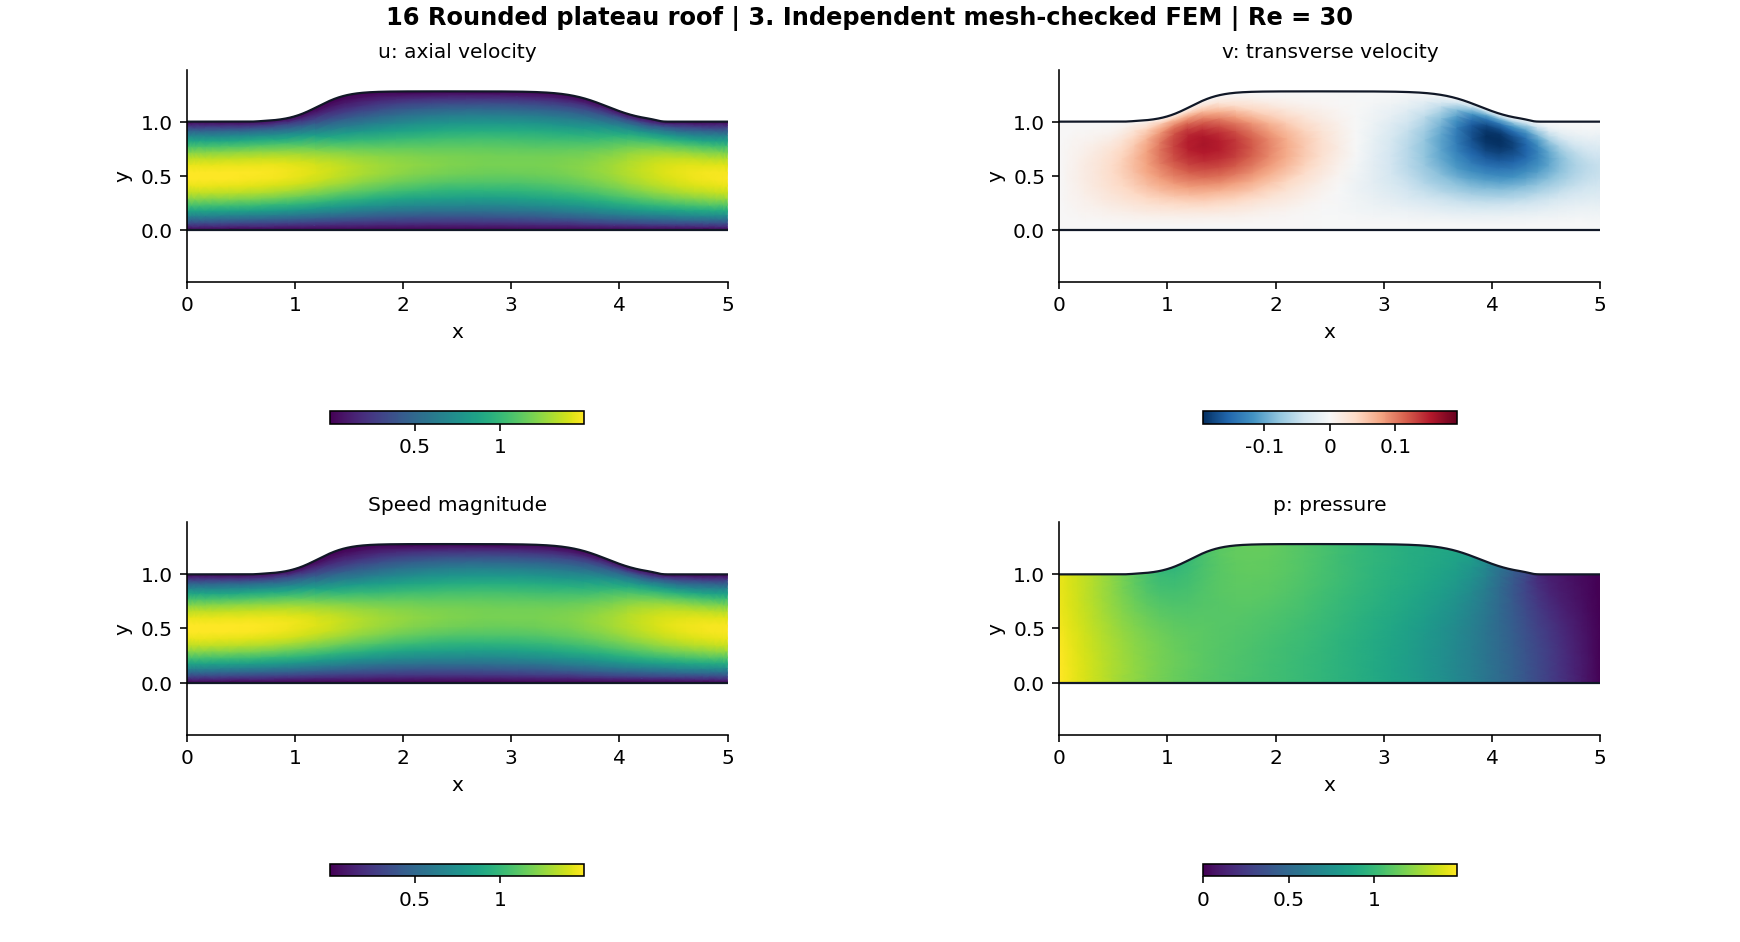 16 Rounded plateau roof | 3. Independent mesh-checked FEM | Re = 30
u: axial velocity
1.0
0.5
0.0
y
0 1 2 3 4 5
x
0.5 1
v: transverse velocity
1.0
0.5
0.0
y
0 1 2 3 4 5
x
-0.1 0 0.1
Speed magnitude
1.0
0.5
0.0
y
0 1 2 3 4 5
x
0.5 1
p: pressure
1.0
0.5
0.0
y
0 1 2 3 4 5
x
0 0.5 1